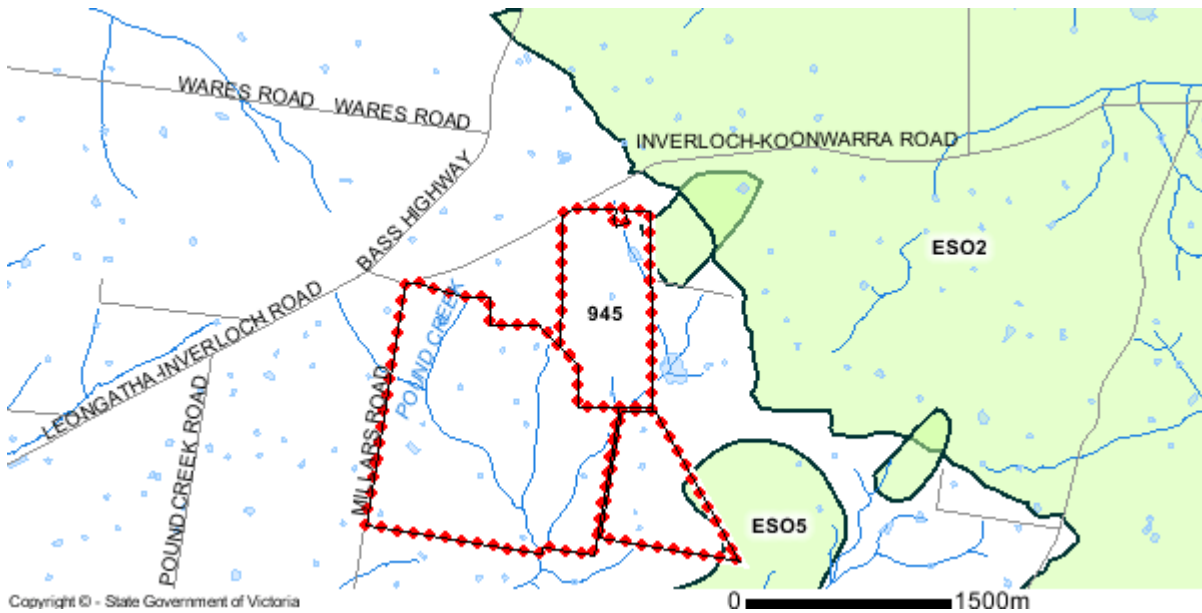 WARES ROAD WARES ROAD
INVERLOCH-KOONWARRA ROAD
BASS HIGHWAY
ESO2
945
LEONGATHA-INVERLOCH ROAD
POUND CREEK
MILLARS ROAD
POUND CREEK ROAD
ESO5
Copyright © - State Government of Victoria
0 1500m